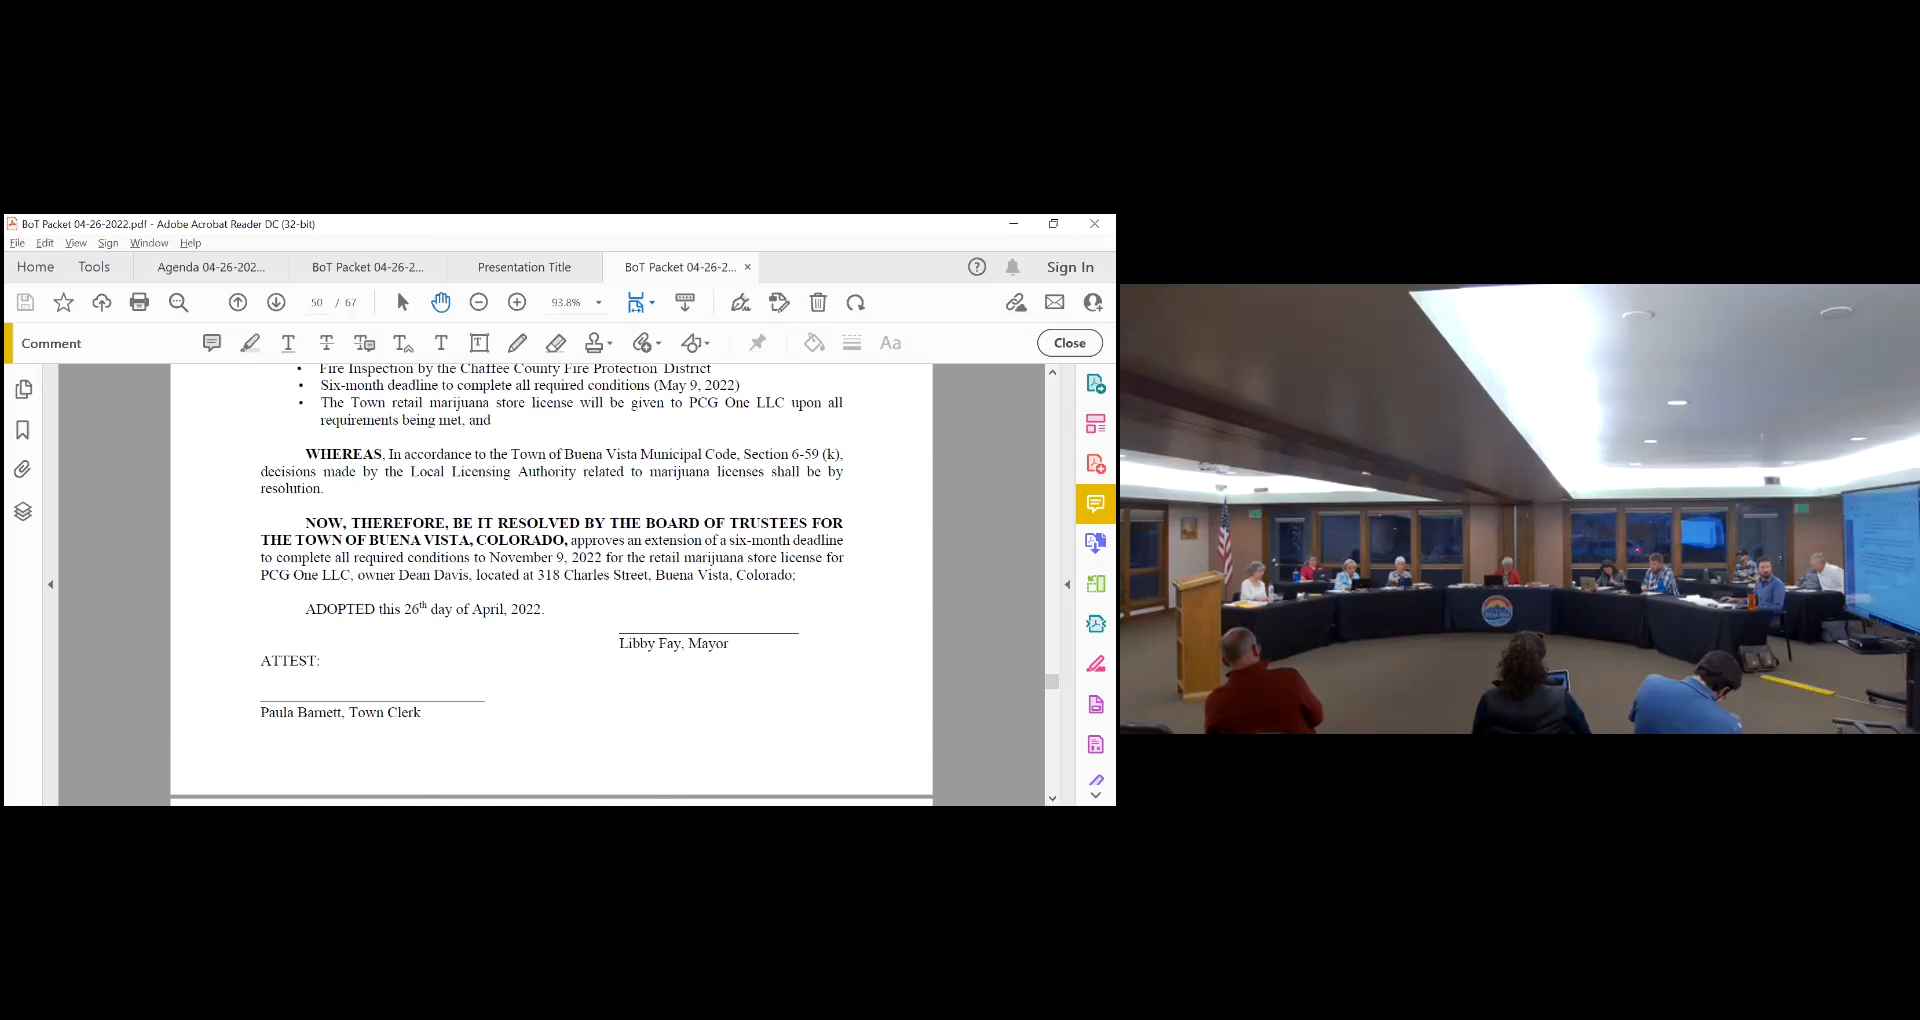 BoT Packet 04-26-2022.pdf - Adobe Acrobat Reader DC (32-bit)
File Edit View Sign Window Help
Home Tools Agenda 04-26-202... BoT Packet 04-26-2... Presentation Title BoT Packet 04-26-2... × Sign In
50 / 67 93.8%
Comment Aa Close
• Fire Inspection by the Chaffee County Fire Protection District
• Six-month deadline to complete all required conditions (May 9, 2022)
• The Town retail marijuana store license will be given to PCG One LLC upon all
requirements being met, and
WHEREAS, In accordance to the Town of Buena Vista Municipal Code, Section 6-59 (k),
decisions made by the Local Licensing Authority related to marijuana licenses shall be by
resolution.
NOW, THEREFORE, BE IT RESOLVED BY THE BOARD OF TRUSTEES FOR
THE TOWN OF BUENA VISTA, COLORADO, approves an extension of a six-month deadline
to complete all required conditions to November 9, 2022 for the retail marijuana store license for
PCG One LLC, owner Dean Davis, located at 318 Charles Street, Buena Vista, Colorado;
ADOPTED this 26th day of April, 2022.
Libby Fay, Mayor
ATTEST:
Paula Barnett, Town Clerk